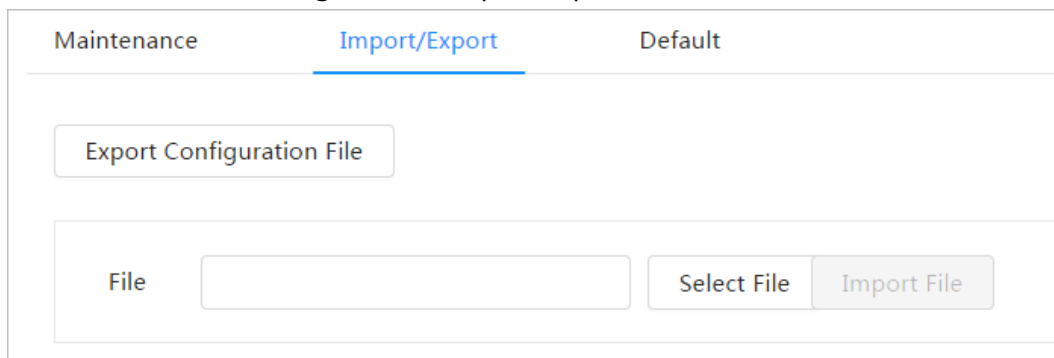 Maintenance Import/Export Default
Export Configuration File
File Select File Import File